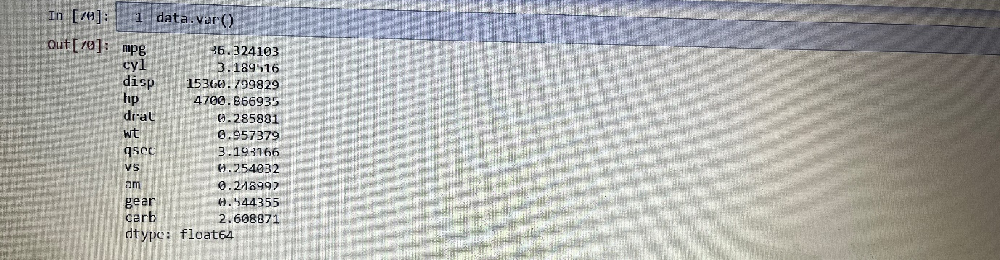 In [70]: 1 data.var()
Out[70]: mpg 36.324103
cyl 3.189516
disp 15360.799829
hp 4700.866935
drat 0.285881
wt 0.957379
qsec 3.193166
vs 0.254032
am 0.248992
gear 0.544355
carb 2.608871
dtype: float64